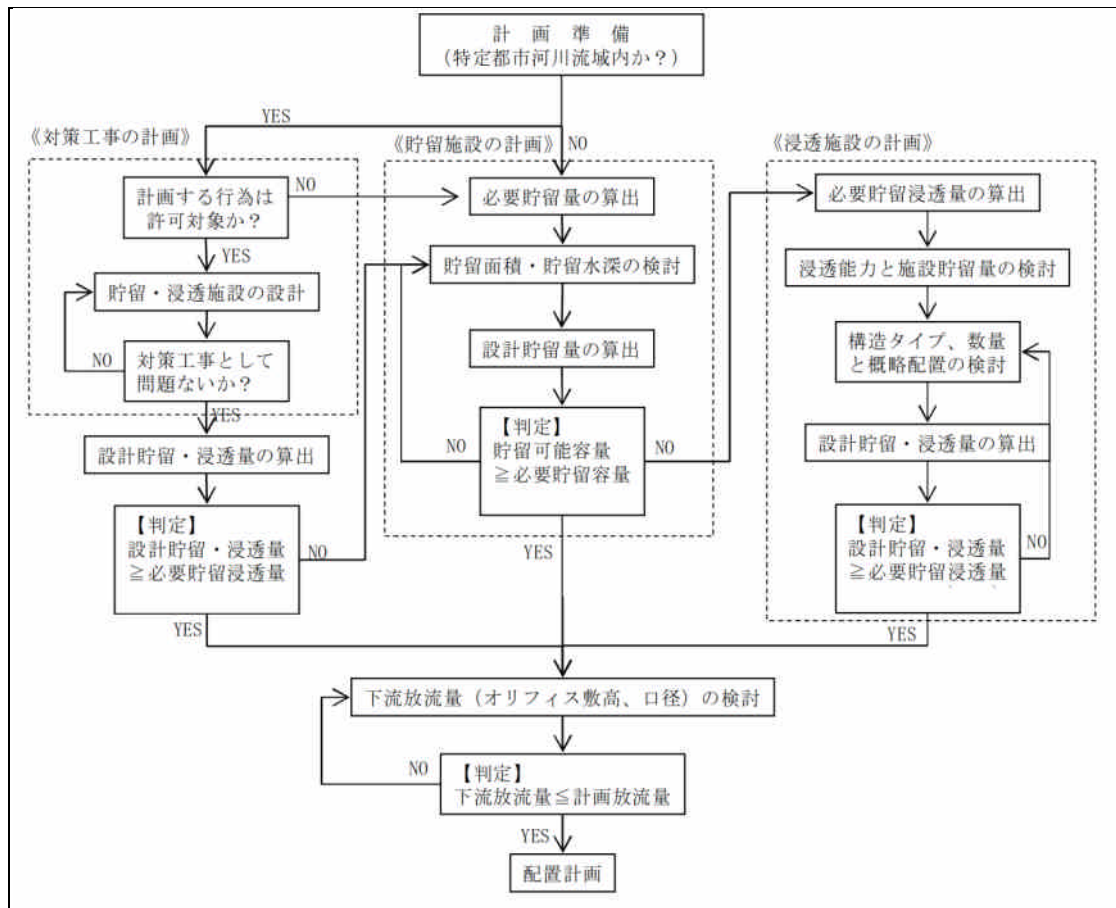 計 画 準 備
(特定都市河川流域内か?)
YES
NO
《対策工事の計画》
計画する行為は
許可対象か?
NO
YES
貯留・浸透施設の設計
対策工事として
問題ないか?
NO
YES
設計貯留・浸透量の算出
【判定】
設計貯留・浸透量
≧必要貯留浸透量
NO
YES
《貯留施設の計画》
必要貯留量の算出
貯留面積・貯留水深の検討
設計貯留量の算出
【判定】
貯留可能容量
≧必要貯留容量
NO
NO
YES
《浸透施設の計画》
必要貯留浸透量の算出
浸透能力と施設貯留量の検討
構造タイプ、数量
と概略配置の検討
設計貯留・浸透量の算出
【判定】
設計貯留・浸透量
≧必要貯留浸透量
NO
YES
下流放流量(オリフィス敷高、口径)の検討
NO
【判定】
下流放流量≦計画放流量
YES
配置計画